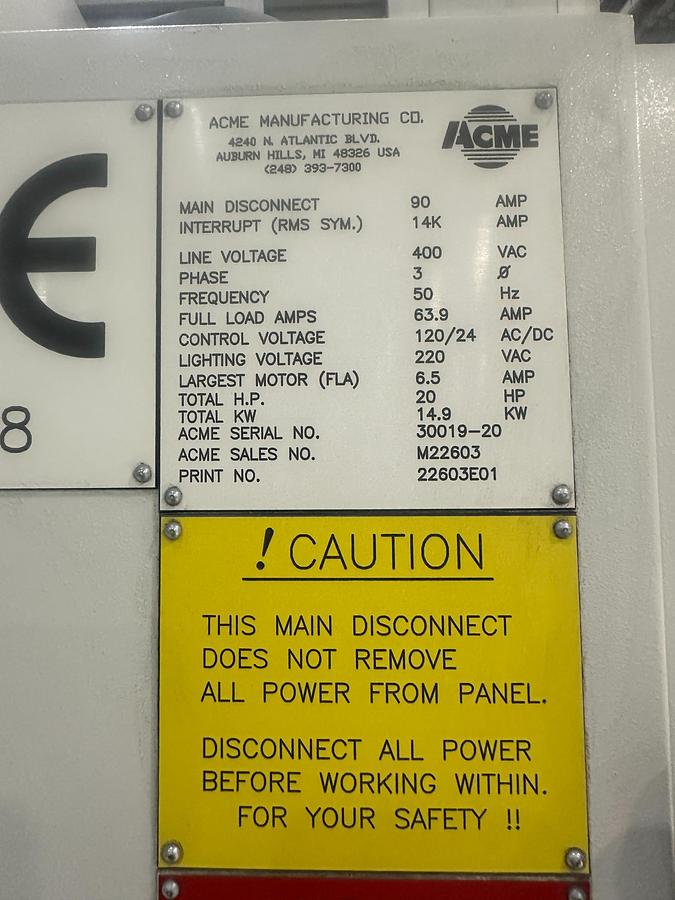 ACME MANUFACTURING CO.
4240 N. ATLANTIC BLVD.
AUBURN HILLS, MI 48326 USA
(248) 393-7300
ACME
MAIN DISCONNECT 90 AMP
INTERRUPT (RMS SYM.) 14K AMP
LINE VOLTAGE 400 VAC
PHASE 3 Ø
FREQUENCY 50 Hz
FULL LOAD AMPS 63.9 AMP
CONTROL VOLTAGE 120/24 AC/DC
LIGHTING VOLTAGE 220 VAC
LARGEST MOTOR (FLA) 6.5 AMP
TOTAL H.P. 20 HP
TOTAL KW 14.9 KW
ACME SERIAL NO. 30019-20
ACME SALES NO. M22603
PRINT NO. 22603E01
E
8
! CAUTION
THIS MAIN DISCONNECT
DOES NOT REMOVE
ALL POWER FROM PANEL.
DISCONNECT ALL POWER
BEFORE WORKING WITHIN.
FOR YOUR SAFETY !!